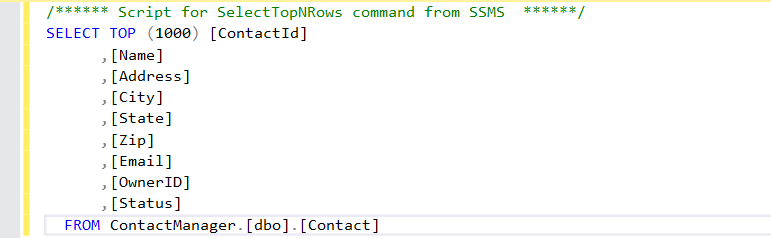 /****** Script for SelectTopNRows command from SSMS  ******/
SELECT TOP (1000) [ContactId]
      ,[Name]
      ,[Address]
      ,[City]
      ,[State]
      ,[Zip]
      ,[Email]
      ,[OwnerID]
      ,[Status]
  FROM ContactManager.[dbo].[Contact]